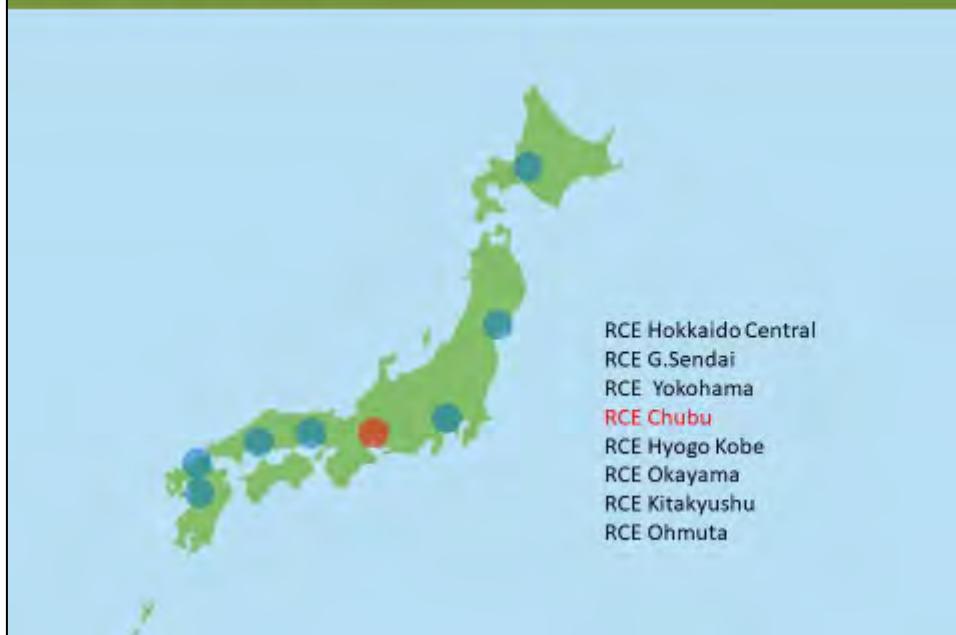 RCE Hokkaido Central
RCE G.Sendai
RCE Yokohama
RCE Chubu
RCE Hyogo Kobe
RCE Okayama
RCE Kitakyushu
RCE Ohmuta